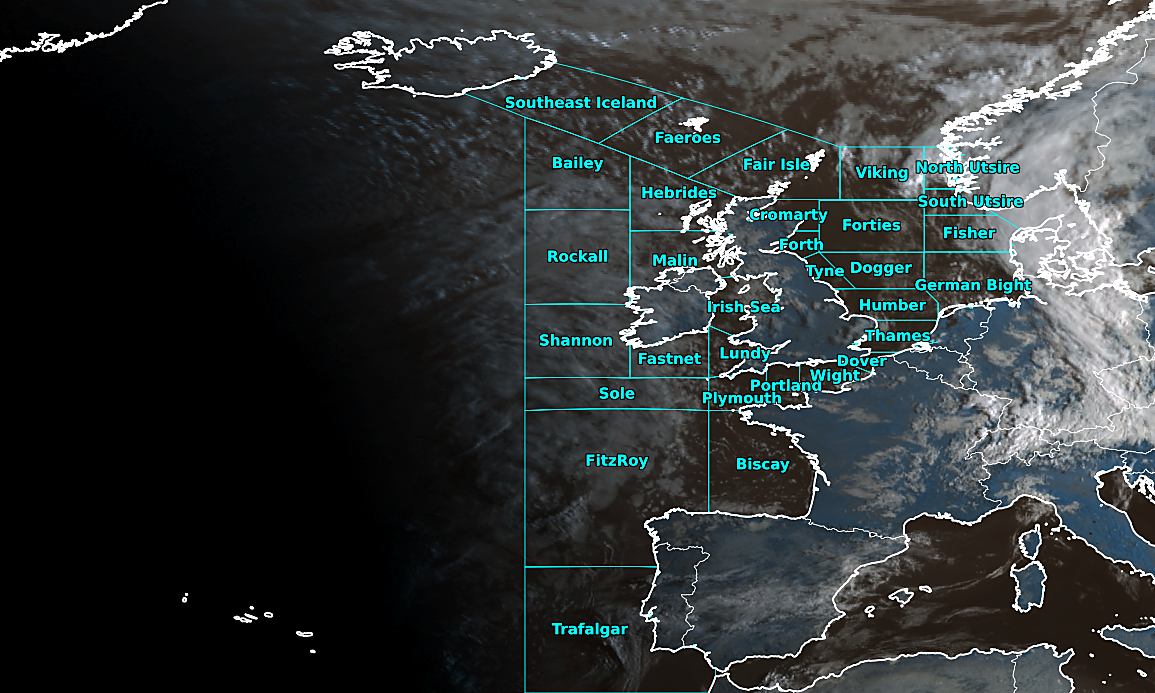 Southeast Iceland
Faeroes
Bailey
Fair Isle
Viking
North Utsire
Hebrides
South Utsire
Cromarty
Forties
Fisher
Forth
Rockall
Malin
Tyne
Dogger
German Bight
Irish Sea
Humber
Shannon
Thames
Fastnet
Lundy
Dover
Wight
Portland
Sole
Plymouth
FitzRoy
Biscay
Trafalgar